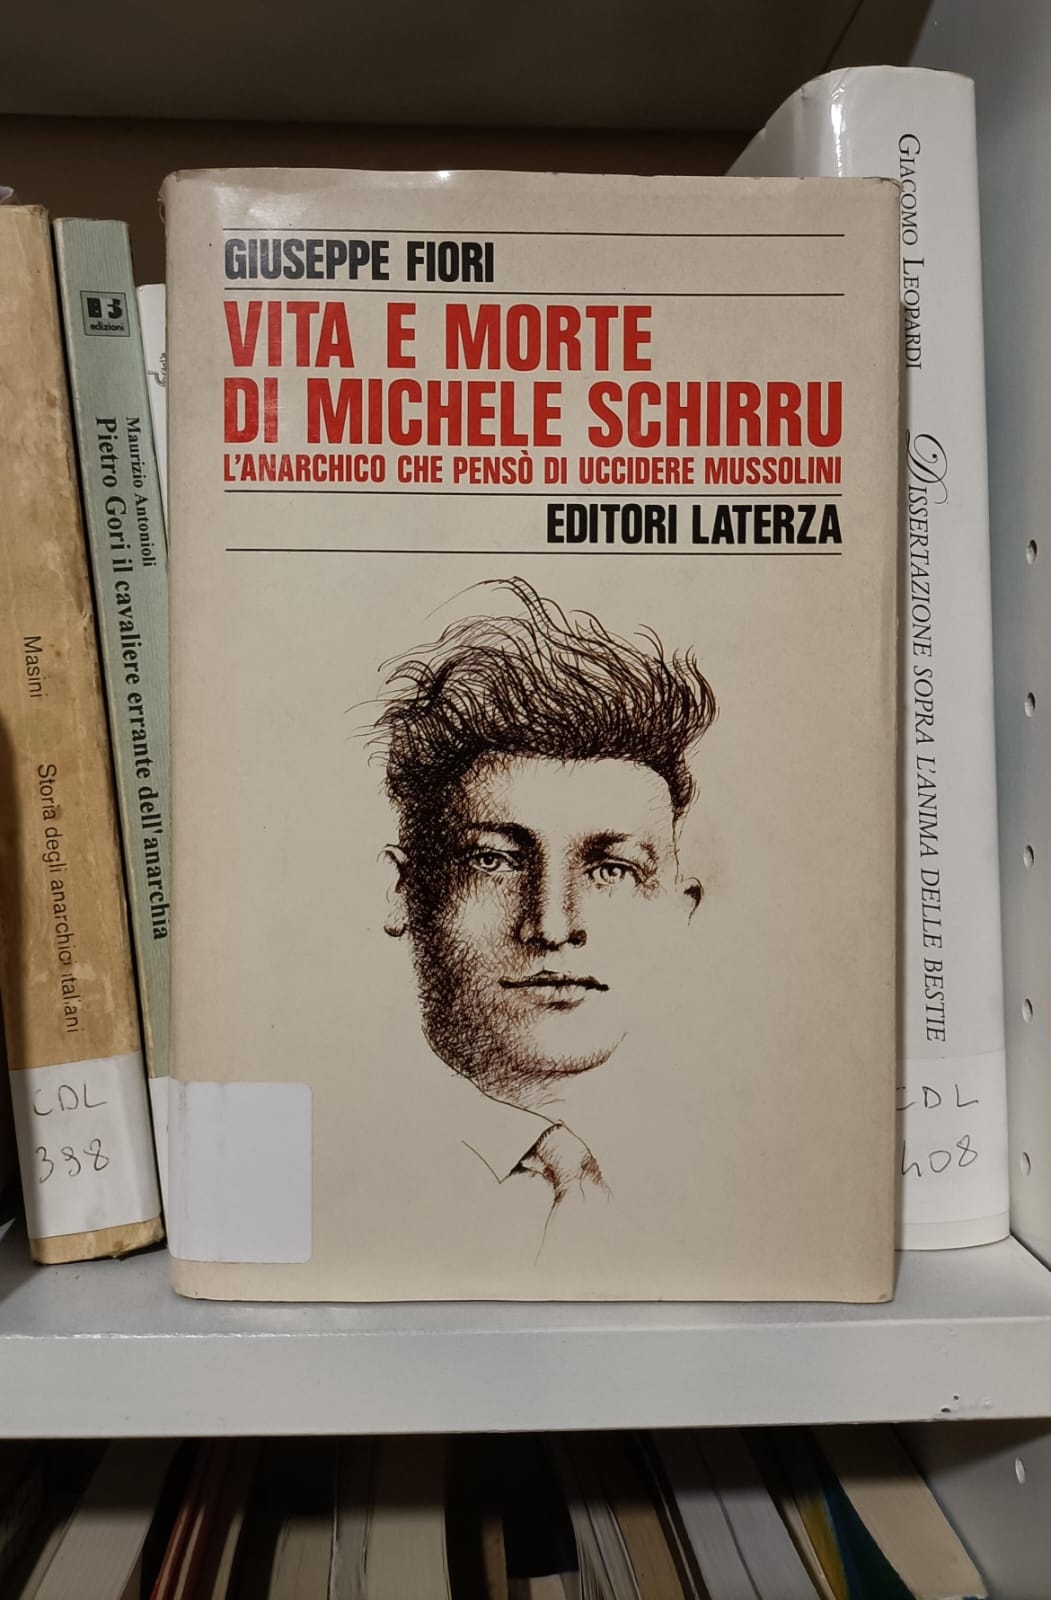 GIUSEPPE FIORI
VITA E MORTE
DI MICHELE SCHIRRU
L'ANARCHICO CHE PENSÒ DI UCCIDERE MUSSOLINI
EDITORI LATERZA
Masini
Storia degli anarchici italiani
CDL
398
edizioni
Maurizio Antonioli
Pietro Gori il cavaliere errante dell'anarchia
GIACOMO LEOPARDI
DISSERTAZIONE SOPRA L'ANIMA DELLE BESTIE
CDL
408